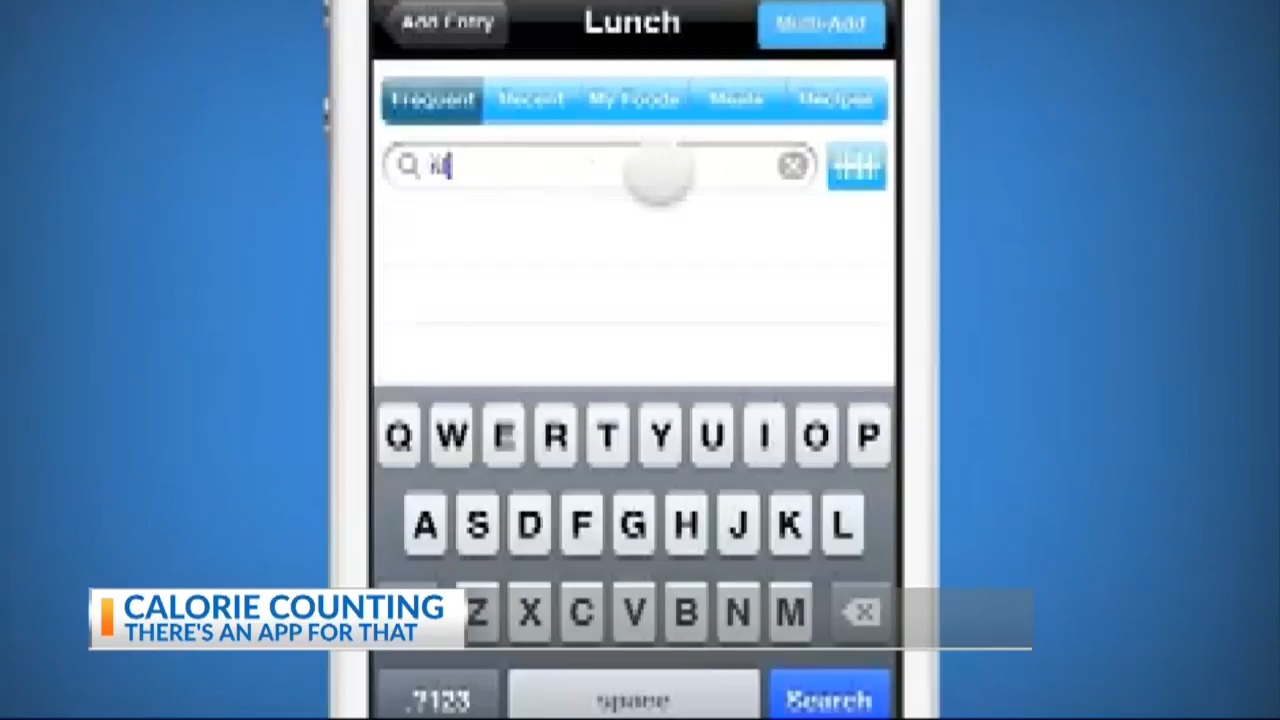 Add Entry Lunch Multi-Add
Frequent Recent My Foods Meals Recipes
Q W E R T Y U I O P
A S D F G H J K L
Z X C V B N M
.?123 space Search
CALORIE COUNTING
THERE'S AN APP FOR THAT